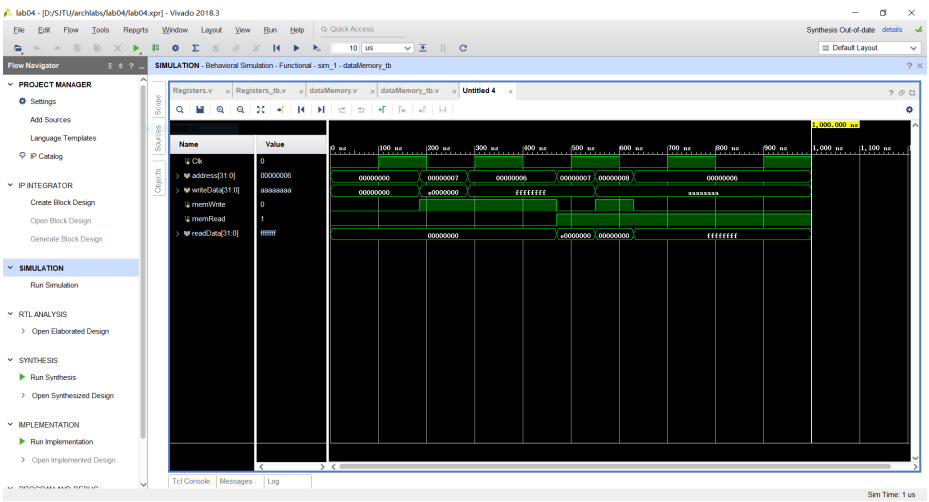 lab04 - [D:/SJTU/archlabs/lab04/lab04.xpr] - Vivado 2018.3
File Edit Flow Tools Reports Window Layout View Run Help Quick Access
Synthesis Out-of-date details
10 us
Default Layout
Flow Navigator
SIMULATION - Behavioral Simulation - Functional - sim_1 - dataMemory_tb
PROJECT MANAGER
Settings
Add Sources
Language Templates
IP Catalog
IP INTEGRATOR
Create Block Design
Open Block Design
Generate Block Design
SIMULATION
Run Simulation
RTL ANALYSIS
Open Elaborated Design
SYNTHESIS
Run Synthesis
Open Synthesized Design
IMPLEMENTATION
Run Implementation
Open Implemented Design
PROGRAM AND DEBUG
Scope
Sources
Objects
Registers.v Registers_tb.v dataMemory.v dataMemory_tb.v Untitled 4
1,000.000 ns
Name Value
0 ns 100 ns 200 ns 300 ns 400 ns 500 ns 600 ns 700 ns 800 ns 900 ns 1,000 ns 1,100 ns
Clk 0
address[31:0] 00000006 00000000 00000007 00000006 00000007 00000008 00000006
writeData[31:0] aaaaaaaa 00000000 e0000000 ffffffff aaaaaaaa
memWrite 0
memRead 1
readData[31:0] ffffffff 00000000 e0000000 00000000 ffffffff
Tcl Console Messages Log
Sim Time: 1 us